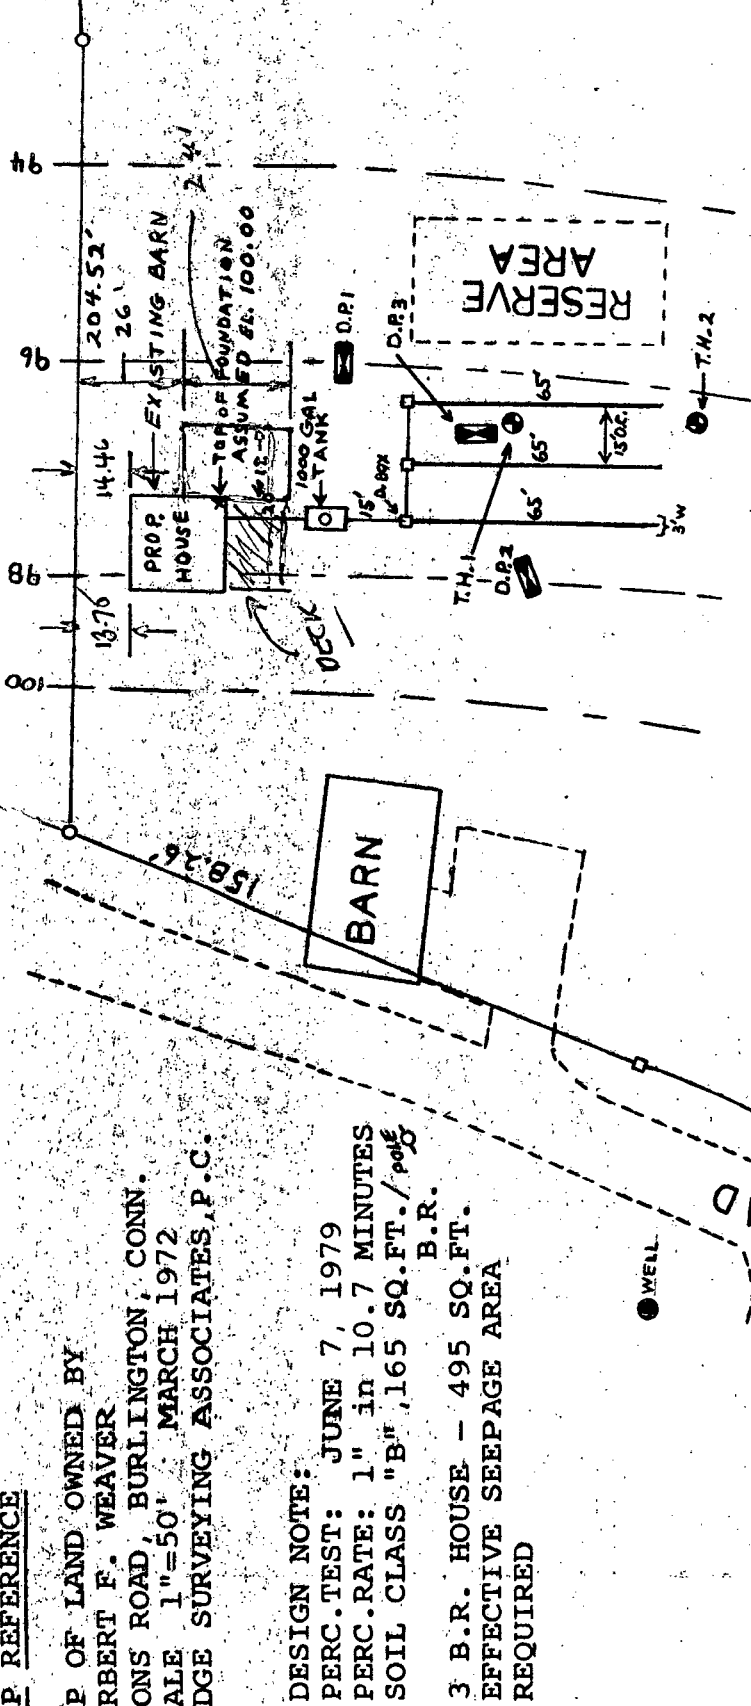 P REFERENCE
P OF LAND OWNED BY
RBERT F. WEAVER
ONS ROAD, BURLINGTON, CONN.
ALE 1"=50' MARCH 1972
DGE SURVEYING ASSOCIATES, P.C.
DESIGN NOTE:
PERC.TEST: JUNE 7, 1979
PERC.RATE: 1" in 10.7 MINUTES
SOIL CLASS "B", 165 SQ.FT./
B.R.
3 B.R. HOUSE - 495 SQ.FT.
EFFECTIVE SEEPAGE AREA
REQUIRED
POLE
WELL
BARN
158.26'
100
98
96
94
204.52'
26'
EXISTING BARN
24'
TOP OF FOUNDATION
ASSUMED EL. 100.00
14.46
13.70
PROP.
HOUSE
DECK
1000 GAL
TANK
15'
D.BOX
D.P.1
D.P.2
D.P.3
T.H.1
T.H.2
65'
65'
65'
15'O.C.
3'W
RESERVE
AREA